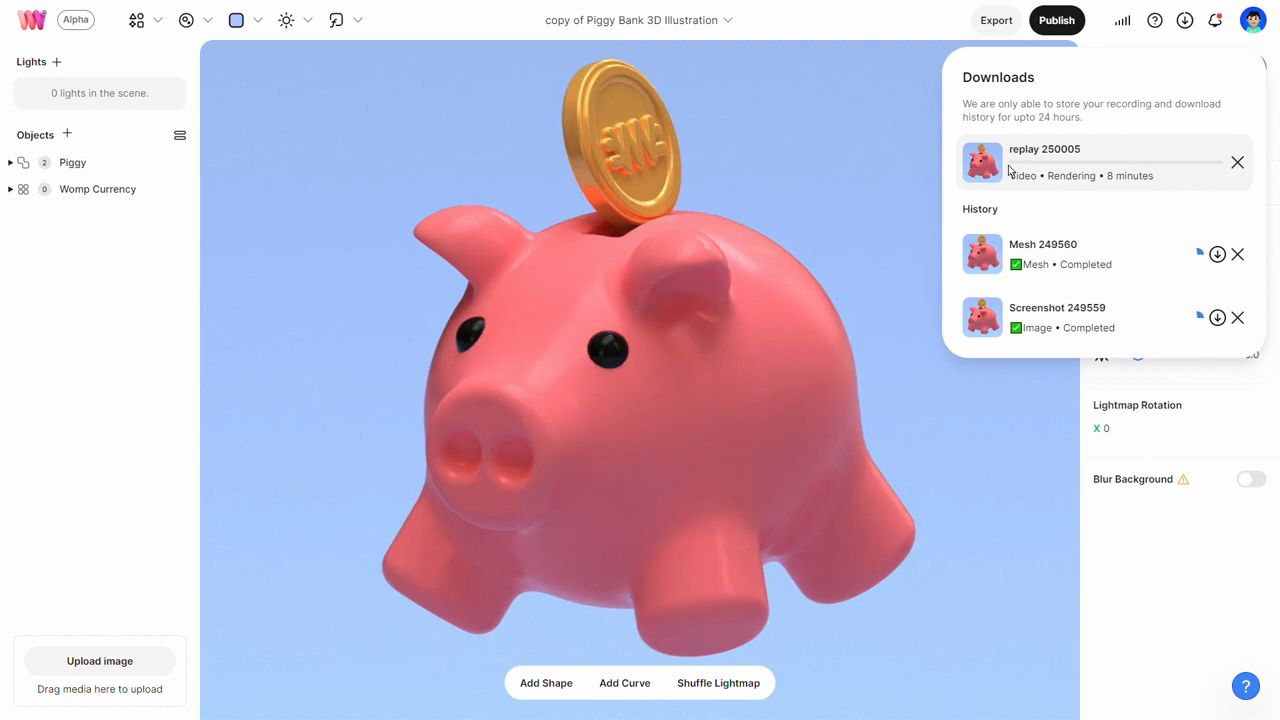 Alpha
copy of Piggy Bank 3D Illustration
Export
Publish
Lights
0 lights in the scene.
Objects
2 Piggy
0 Womp Currency
Downloads
We are only able to store your recording and download
history for upto 24 hours.
replay 250005
Video • Rendering • 8 minutes
History
Mesh 249560
Mesh • Completed
Screenshot 249559
Image • Completed
Lightmap Rotation
X 0
Blur Background
Upload image
Drag media here to upload
Add Shape
Add Curve
Shuffle Lightmap